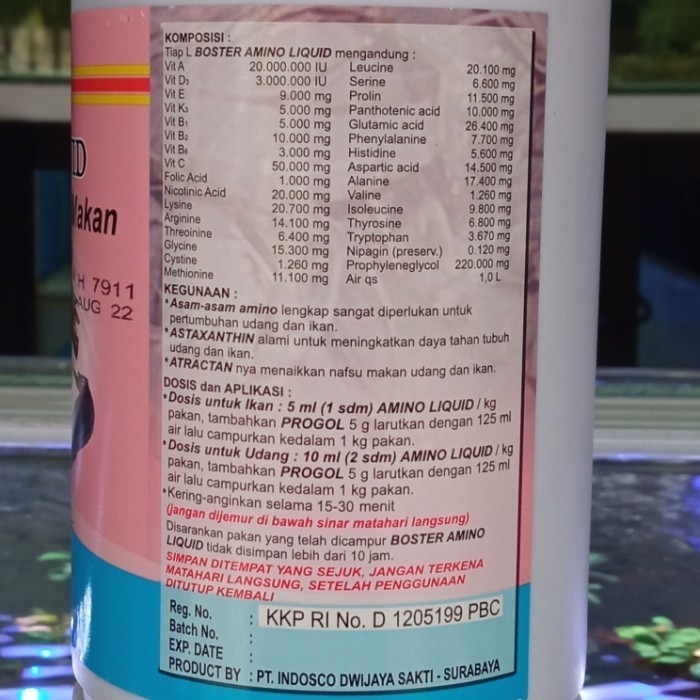 KOMPOSISI :
Tiap L BOSTER AMINO LIQUID mengandung :
Vit A 20.000.000 IU Leucine 20.100 mg
Vit D3 3.000.000 IU Serine 6.600 mg
Vit E 9.000 mg Prolin 11.500 mg
Vit K3 5.000 mg Panthotenic acid 10.000 mg
Vit B1 5.000 mg Glutamic acid 26.400 mg
Vit B2 10.000 mg Phenylalanine 7.700 mg
Vit B6 3.000 mg Histidine 5.600 mg
Vit C 50.000 mg Aspartic acid 14.500 mg
Folic Acid 1.000 mg Alanine 17.400 mg
Nicotinic Acid 20.000 mg Valine 1.260 mg
Lysine 20.700 mg Isoleucine 9.800 mg
Arginine 14.100 mg Thyrosine 6.800 mg
Threoinine 6.400 mg Tryptophan 3.670 mg
Glycine 15.300 mg Nipagin (preserv.) 0.120 mg
Cystine 1.260 mg Prophyleneglycol 220.000 mg
Methionine 11.100 mg Air qs 1,0 L
KEGUNAAN :
*Asam-asam amino lengkap sangat diperlukan untuk
pertumbuhan udang dan ikan.
*ASTAXANTHIN alami untuk meningkatkan daya tahan tubuh
udang dan ikan.
*ATRACTAN nya menaikkan nafsu makan udang dan ikan.
DOSIS dan APLIKASI :
•Dosis untuk Ikan : 5 ml (1 sdm) AMINO LIQUID / kg
pakan, tambahkan PROGOL 5 g larutkan dengan 125 ml
air lalu campurkan kedalam 1 kg pakan.
•Dosis untuk Udang : 10 ml (2 sdm) AMINO LIQUID / kg
pakan, tambahkan PROGOL 5 g larutkan dengan 125 ml
air lalu campurkan kedalam 1 kg pakan.
•Kering-anginkan selama 15-30 menit
(jangan dijemur di bawah sinar matahari langsung)
Disarankan pakan yang telah dicampur BOSTER AMINO
LIQUID tidak disimpan lebih dari 10 jam.
SIMPAN DITEMPAT YANG SEJUK, JANGAN TERKENA
MATAHARI LANGSUNG, SETELAH PENGGUNAAN
DITUTUP KEMBALI
Reg. No. : KKP RI No. D 1205199 PBC
Batch No. :
EXP. DATE :
PRODUCT BY : PT. INDOSCO DWIJAYA SAKTI - SURABAYA
Makan
H 7911
AUG 22